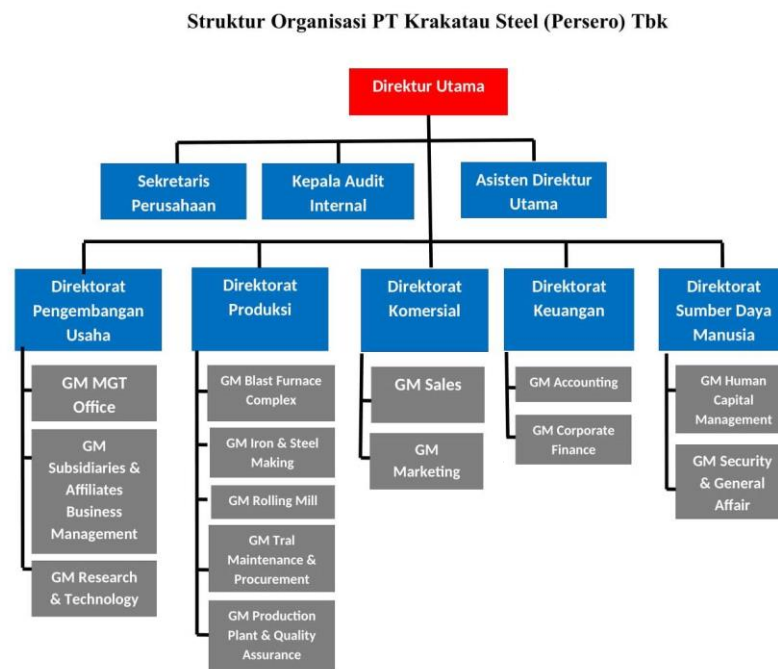 Struktur Organisasi PT Krakatau Steel (Persero) Tbk
Direktur Utama
Sekretaris
Perusahaan
Kepala Audit
Internal
Asisten Direktur
Utama
Direktorat
Pengembangan
Usaha
Direktorat
Produksi
Direktorat
Komersial
Direktorat
Keuangan
Direktorat
Sumber Daya
Manusia
GM MGT
Office
GM
Subsidiaries &
Affiliates
Business
Management
GM Research
& Technology
GM Blast Furnace
Complex
GM Iron & Steel
Making
GM Rolling Mill
GM Tral
Maintenance &
Procurement
GM Production
Plant & Quality
Assurance
GM Sales
GM
Marketing
GM Accounting
GM Corporate
Finance
GM Human
Capital
Management
GM Security
& General
Affair